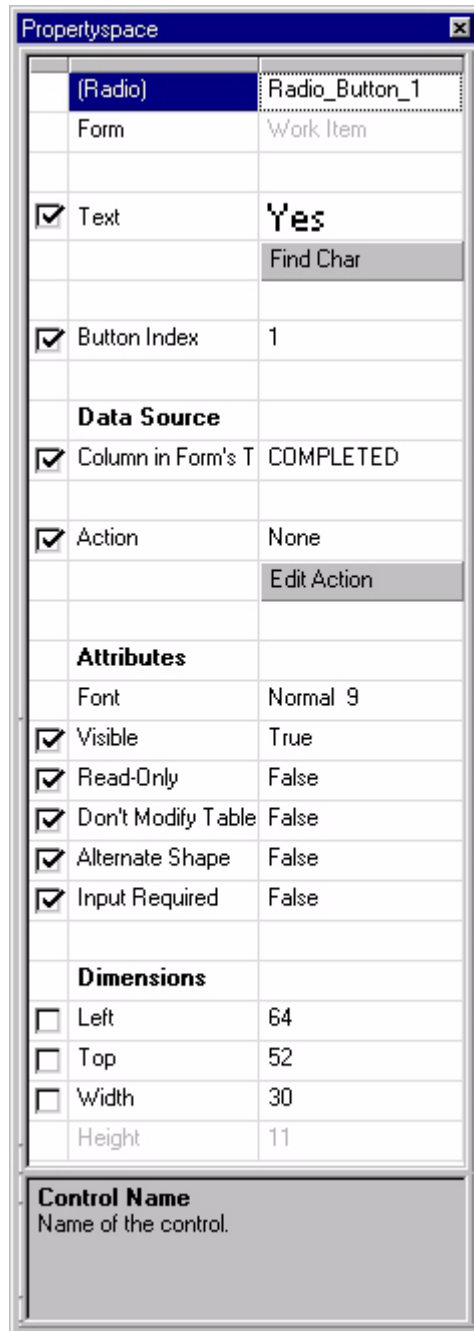 Propertyspace
(Radio) Radio_Button_1
Form Work Item
Text Yes
Find Char
Button Index 1
Data Source
Column in Form's T COMPLETED
Action None
Edit Action
Attributes
Font Normal 9
Visible True
Read-Only False
Don't Modify Table False
Alternate Shape False
Input Required False
Dimensions
Left 64
Top 52
Width 30
Height 11
Control Name
Name of the control.